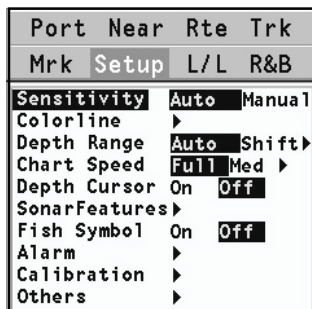 Port Near Rte Trk
Mrk Setup L/L R&B
Sensitivity Auto Manual
Colorline
Depth Range Auto Shift
Chart Speed Full Med
Depth Cursor On Off
SonarFeatures
Fish Symbol On Off
Alarm
Calibration
Others